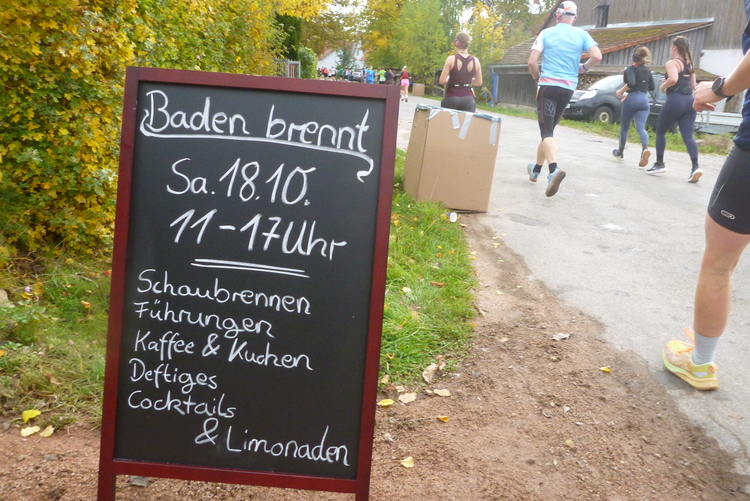 Baden brennt
Sa. 18.10.
11-17Uhr
Schaubrennen
Führungen
Kaffee & Kuchen
Deftiges
Cocktails
& Limonaden